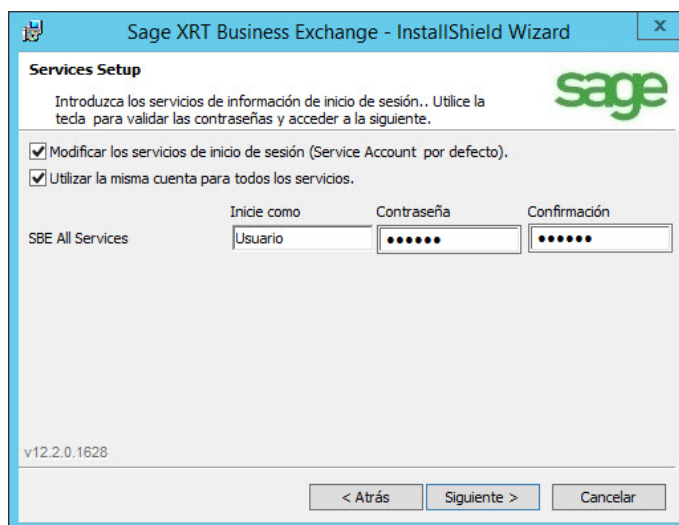 Sage XRT Business Exchange - InstallShield Wizard
x
Services Setup
Introduzca los servicios de información de inicio de sesión.. Utilice la
tecla para validar las contraseñas y acceder a la siguiente.
sage
Modificar los servicios de inicio de sesión (Service Account por defecto).
Utilizar la misma cuenta para todos los servicios.
Inicie como Contraseña Confirmación
SBE All Services Usuario ●●●●●● ●●●●●●
v12.2.0.1628
< Atrás Siguiente > Cancelar